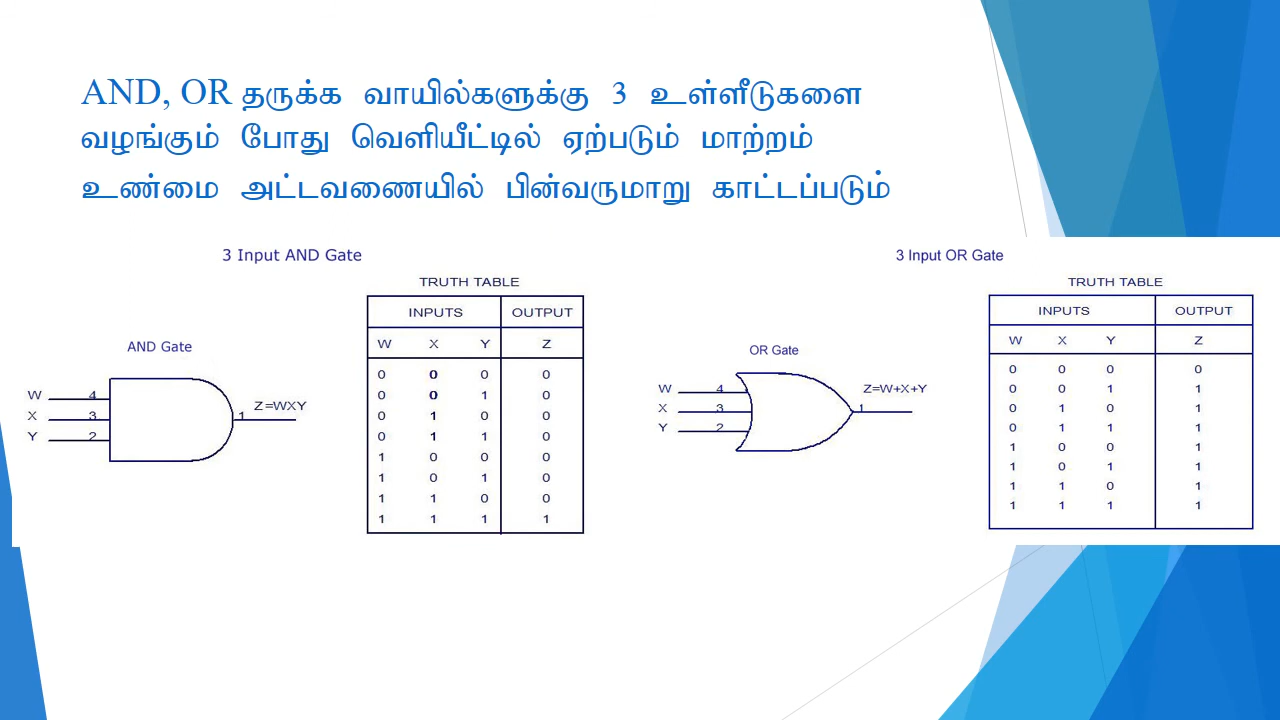 AND, OR தருக்க வாயில்களுக்கு 3 உள்ளீடுகளை
வழங்கும் போது வெளியீட்டில் ஏற்படும் மாற்றம்
உண்மை அட்டவணையில் பின்வருமாறு காட்டப்படும்
3 Input AND Gate
TRUTH TABLE
INPUTS OUTPUT
W X Y Z
0 0 0 0
0 0 1 0
0 1 0 0
0 1 1 0
1 0 0 0
1 0 1 0
1 1 0 0
1 1 1 1
AND Gate
W 4
X 3
Y 2
1 Z=WXY
3 Input OR Gate
TRUTH TABLE
INPUTS OUTPUT
W X Y Z
0 0 0 0
0 0 1 1
0 1 0 1
0 1 1 1
1 0 0 1
1 0 1 1
1 1 0 1
1 1 1 1
OR Gate
W 4
X 3
Y 2
1 Z=W+X+Y